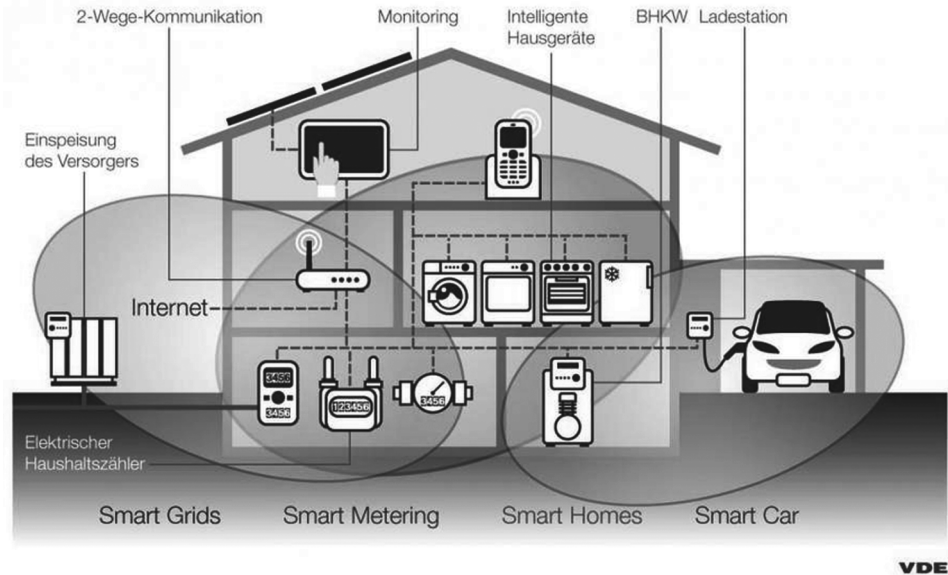 2-Wege-Kommunikation
Monitoring
Intelligente
Hausgeräte
BHKW
Ladestation
Einspeisung
des Versorgers
Internet
3456
3456
123456
3456
Elektrischer
Haushaltszähler
Smart Grids
Smart Metering
Smart Homes
Smart Car
VDE